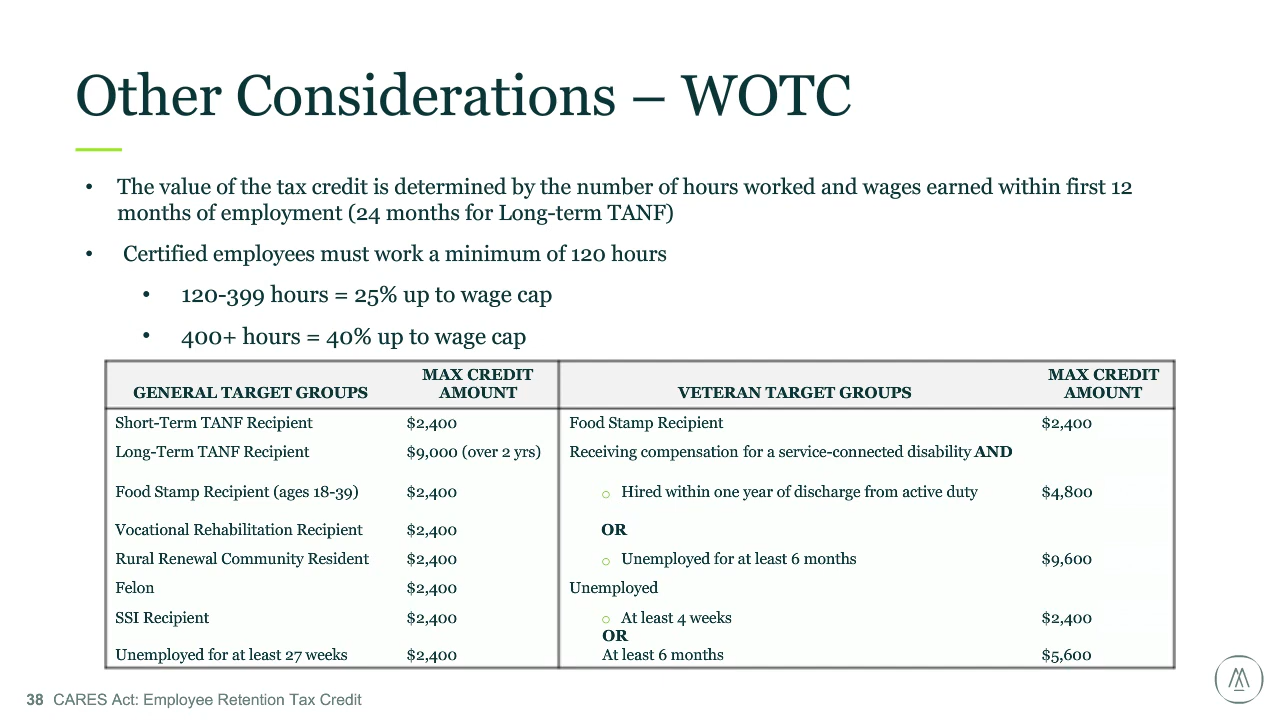 Other Considerations – WOTC
• The value of the tax credit is determined by the number of hours worked and wages earned within first 12
months of employment (24 months for Long-term TANF)
• Certified employees must work a minimum of 120 hours
• 120-399 hours = 25% up to wage cap
• 400+ hours = 40% up to wage cap
GENERAL TARGET GROUPS MAX CREDIT AMOUNT VETERAN TARGET GROUPS MAX CREDIT AMOUNT
Short-Term TANF Recipient $2,400 Food Stamp Recipient $2,400
Long-Term TANF Recipient $9,000 (over 2 yrs) Receiving compensation for a service-connected disability AND
Food Stamp Recipient (ages 18-39) $2,400 o Hired within one year of discharge from active duty $4,800
Vocational Rehabilitation Recipient $2,400 OR
Rural Renewal Community Resident $2,400 o Unemployed for at least 6 months $9,600
Felon $2,400 Unemployed
SSI Recipient $2,400 o At least 4 weeks $2,400
OR
Unemployed for at least 27 weeks $2,400 At least 6 months $5,600
38 CARES Act: Employee Retention Tax Credit